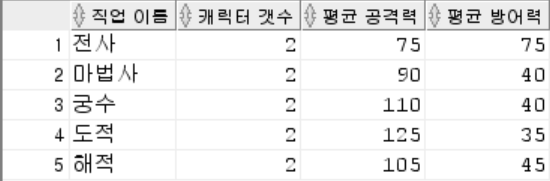 직업 이름 캐릭터 갯수 평균 공격력 평균 방어력
1 전사 2 75 75
2 마법사 2 90 40
3 궁수 2 110 40
4 도적 2 125 35
5 해적 2 105 45